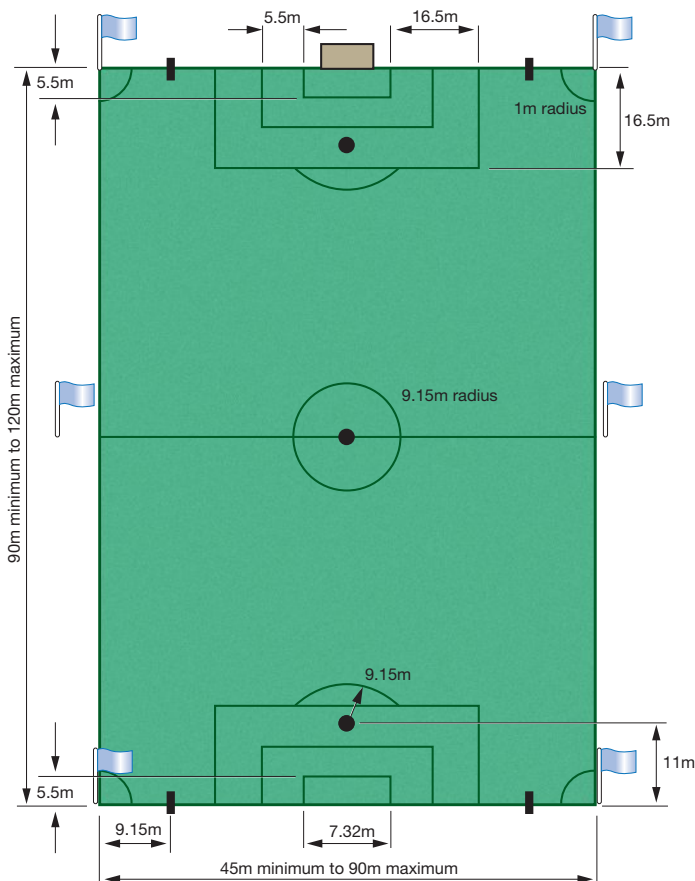 5.5m
16.5m
5.5m
1m radius
16.5m
90m minimum to 120m maximum
9.15m radius
9.15m
11m
5.5m
9.15m
7.32m
45m minimum to 90m maximum